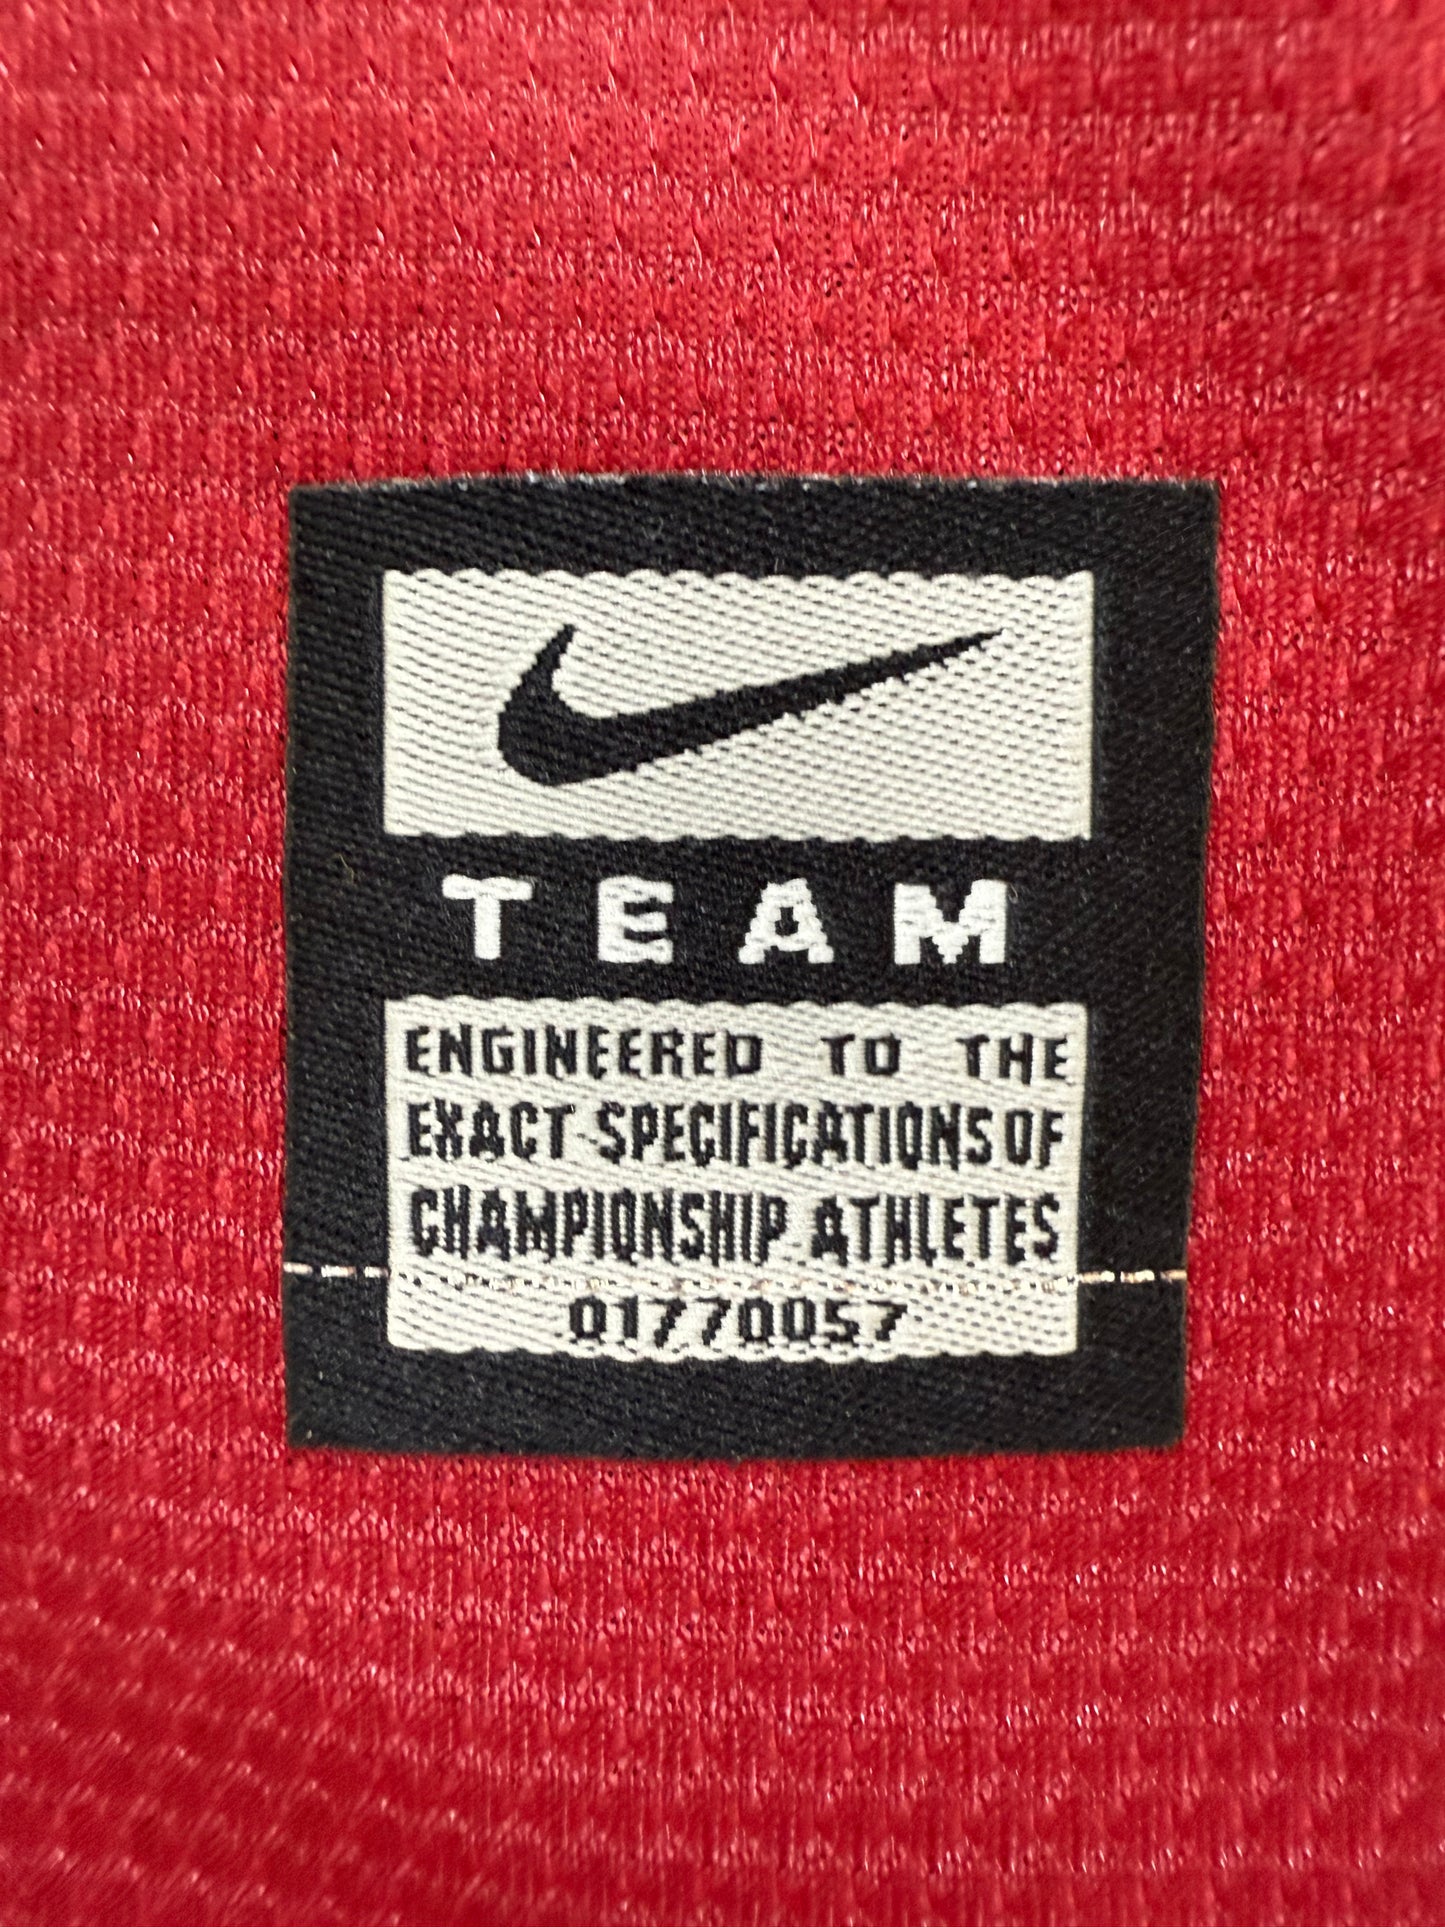 TEAM
ENGINEERED TO THE
EXACT SPECIFICATIONS OF
CHAMPIONSHIP ATHLETES
01770057